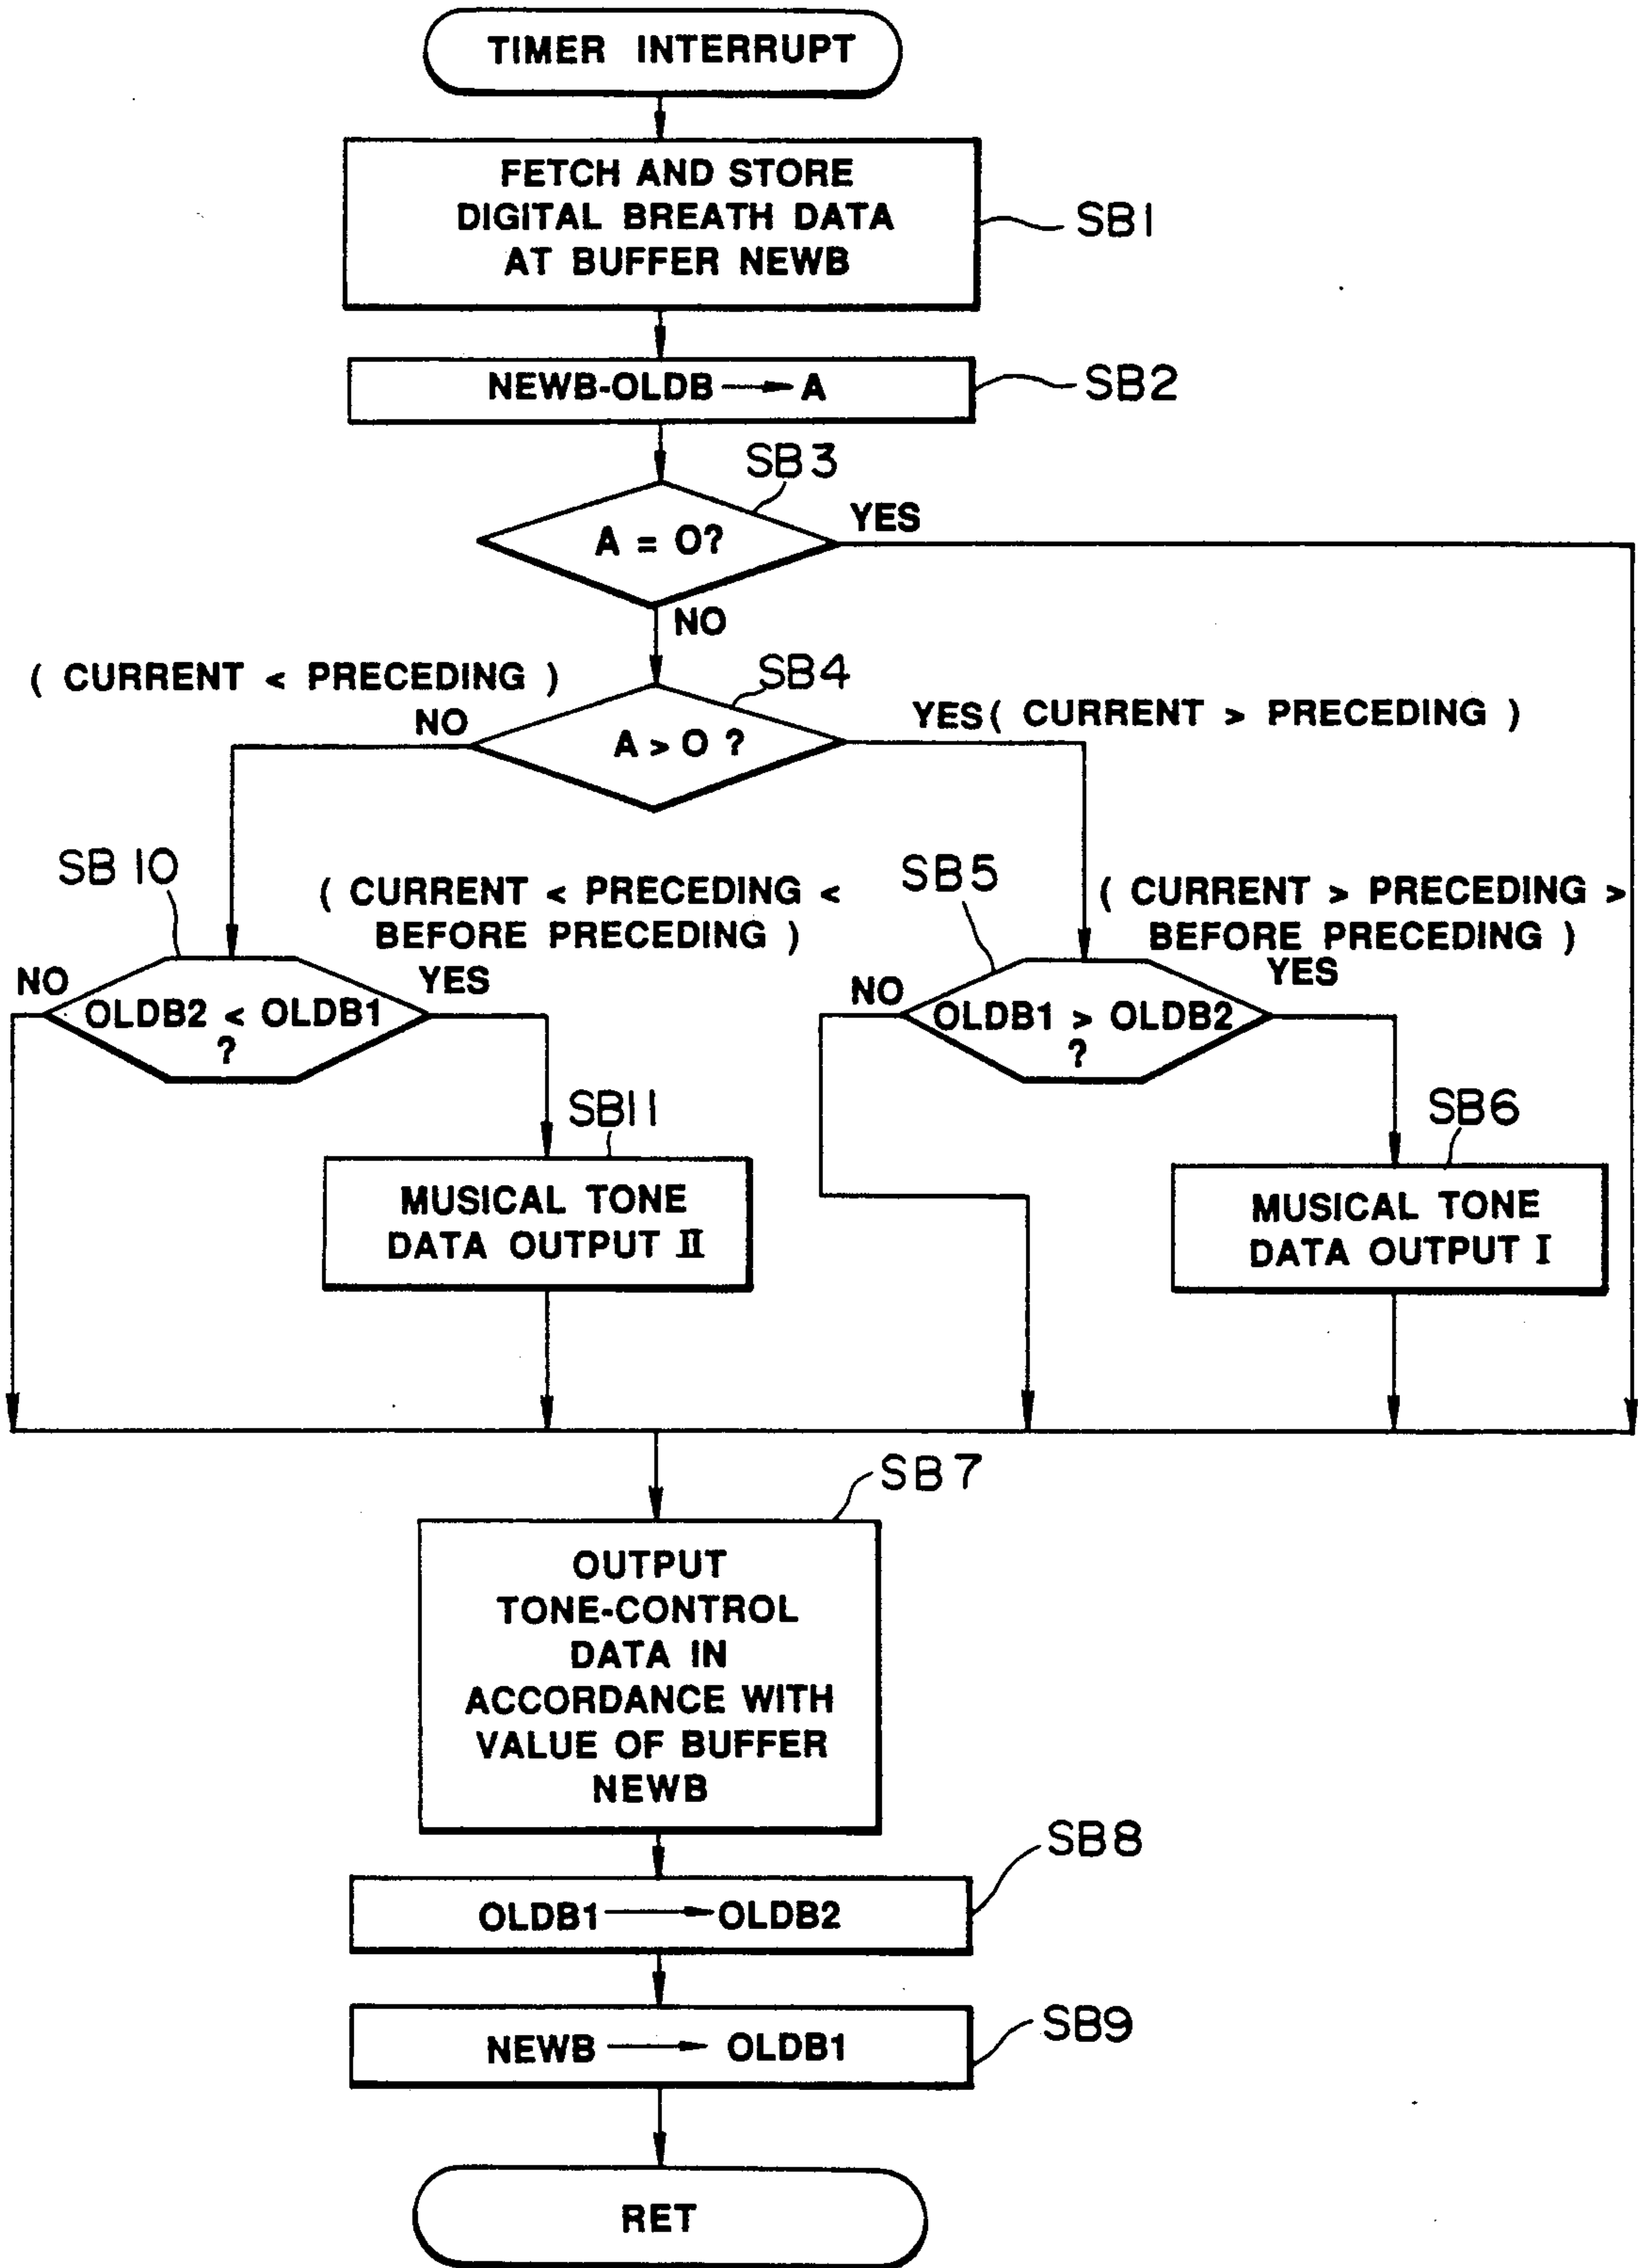 TIMER INTERRUPT
FETCH AND STORE
DIGITAL BREATH DATA
AT BUFFER NEWB
SB1
NEWB-OLDB → A
SB2
SB3
A = 0?
YES
NO
( CURRENT < PRECEDING )
SB4
NO
YES ( CURRENT > PRECEDING )
A > 0 ?
SB10
( CURRENT < PRECEDING <
BEFORE PRECEDING )
SB5
( CURRENT > PRECEDING >
BEFORE PRECEDING )
NO
YES
NO
YES
OLDB2 < OLDB1
?
OLDB1 > OLDB2
?
SB11
SB6
MUSICAL TONE
DATA OUTPUT II
MUSICAL TONE
DATA OUTPUT I
SB7
OUTPUT
TONE-CONTROL
DATA IN
ACCORDANCE WITH
VALUE OF BUFFER
NEWB
SB8
OLDB1 → OLDB2
SB9
NEWB → OLDB1
RET